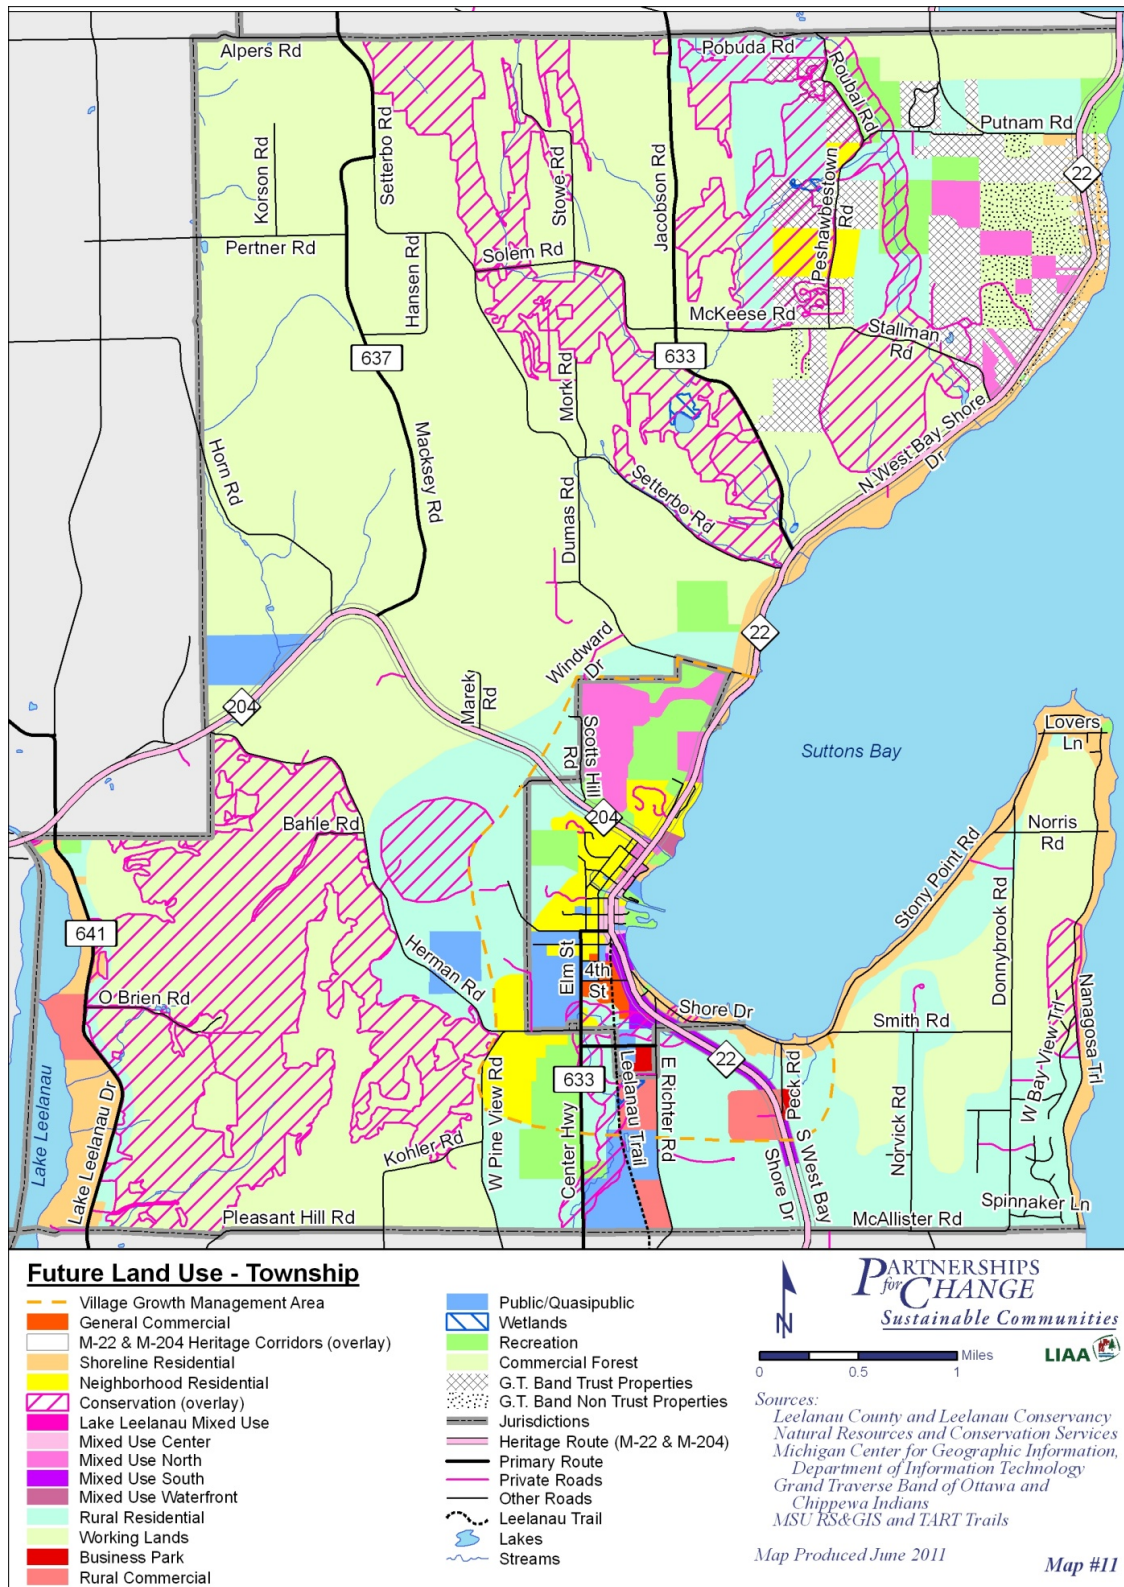 Alpers Rd
Pobuda Rd
Roubal Rd
Putnam Rd
Setterbo Rd
Korson Rd
Stowe Rd
Jacobson Rd
22
Peshawbestown
Rd
Pertner Rd
Hansen Rd
Solem Rd
McKeese Rd
Stallman
Rd
637
633
Mork Rd
N West Bay Shore
Dr
Horn Rd
Macksey Rd
Setterbo Rd
Dumas Rd
22
Windward
Dr
204
Marek
Rd
Scotts Hill
Rd
Suttons Bay
Lovers
Ln
204
Bahle Rd
Norris
Rd
Stony Point Rd
641
Herman Rd
Elm St
4th
St
Donnybrook Rd
O Brien Rd
Shore Dr
Smith Rd
Nanagosa Trl
W Bay View Trl
22
Lake Leelanau
Lake Leelanau Dr
W Pine View Rd
633
Center Hwy
Leelanau Trail
E Richter Rd
Peck Rd
Norvick Rd
Kohler Rd
S West Bay
Shore Dr
Spinnaker Ln
Pleasant Hill Rd
McAllister Rd
Future Land Use - Township
Village Growth Management Area
General Commercial
M-22 & M-204 Heritage Corridors (overlay)
Shoreline Residential
Neighborhood Residential
Conservation (overlay)
Lake Leelanau Mixed Use
Mixed Use Center
Mixed Use North
Mixed Use South
Mixed Use Waterfront
Rural Residential
Working Lands
Business Park
Rural Commercial
Public/Quasipublic
Wetlands
Recreation
Commercial Forest
G.T. Band Trust Properties
G.T. Band Non Trust Properties
Jurisdictions
Heritage Route (M-22 & M-204)
Primary Route
Private Roads
Other Roads
Leelanau Trail
Lakes
Streams
N
PARTNERSHIPS
for CHANGE
Sustainable Communities
Miles
0 0.5 1
LIAA
Sources:
Leelanau County and Leelanau Conservancy
Natural Resources and Conservation Services
Michigan Center for Geographic Information,
Department of Information Technology
Grand Traverse Band of Ottawa and
Chippewa Indians
MSU RS&GIS and TART Trails
Map Produced June 2011
Map #11